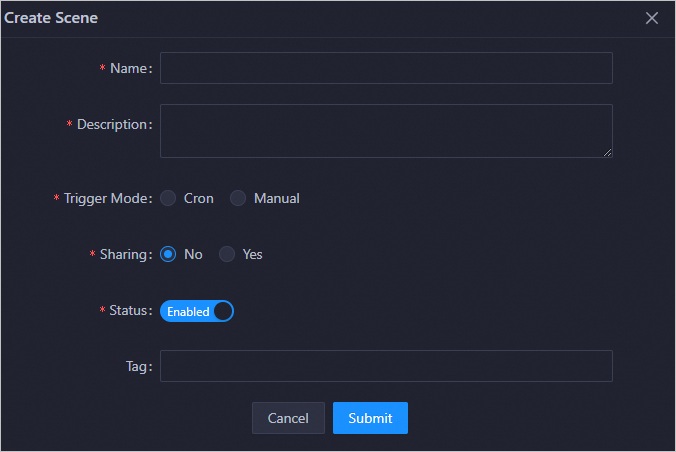 Create Scene
* Name:
* Description:
* Trigger Mode: Cron Manual
* Sharing: No Yes
* Status: Enabled
Tag:
Cancel Submit